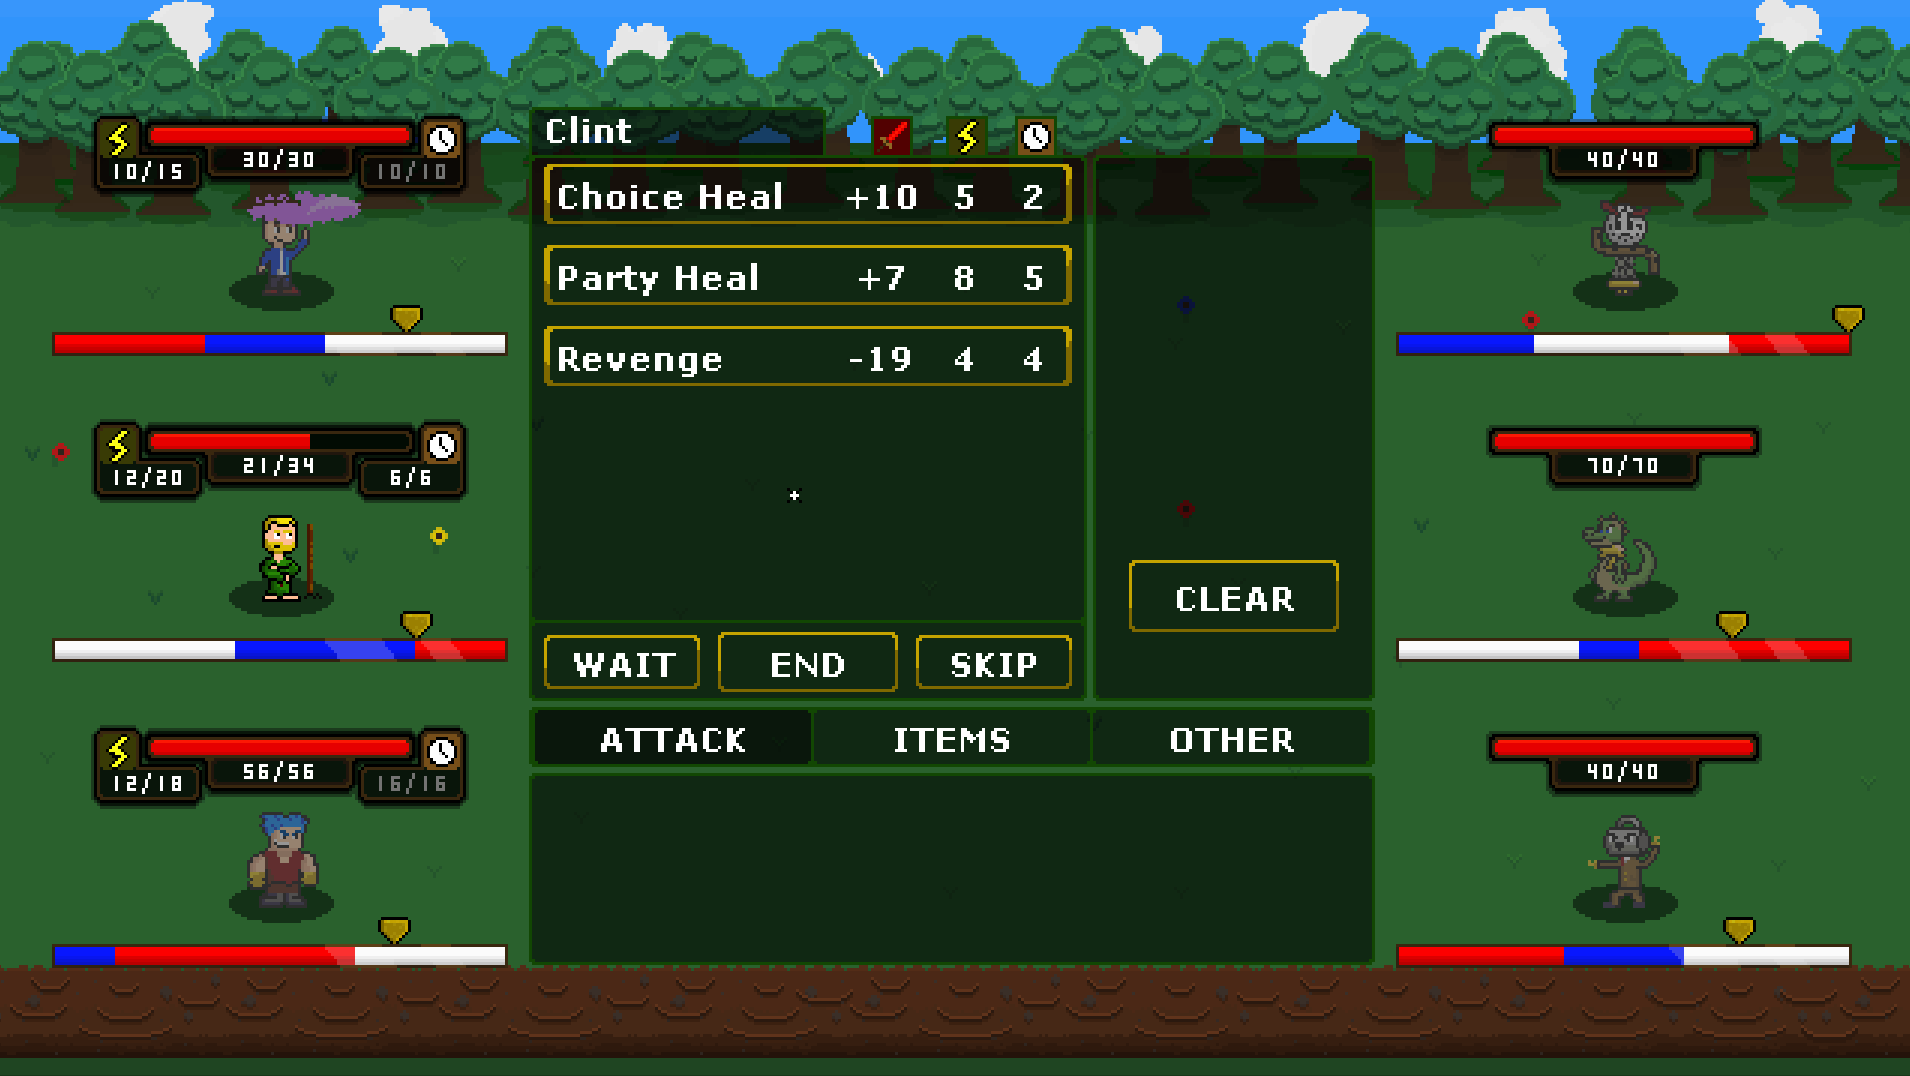 Clint
10/15 30/30 10/10
40/40
Choice Heal +10 5 2
Party Heal +7 8 5
Revenge -19 4 4
12/20 21/34 6/6
70/70
CLEAR
WAIT END SKIP
ATTACK ITEMS OTHER
12/18 56/56 16/16
40/40